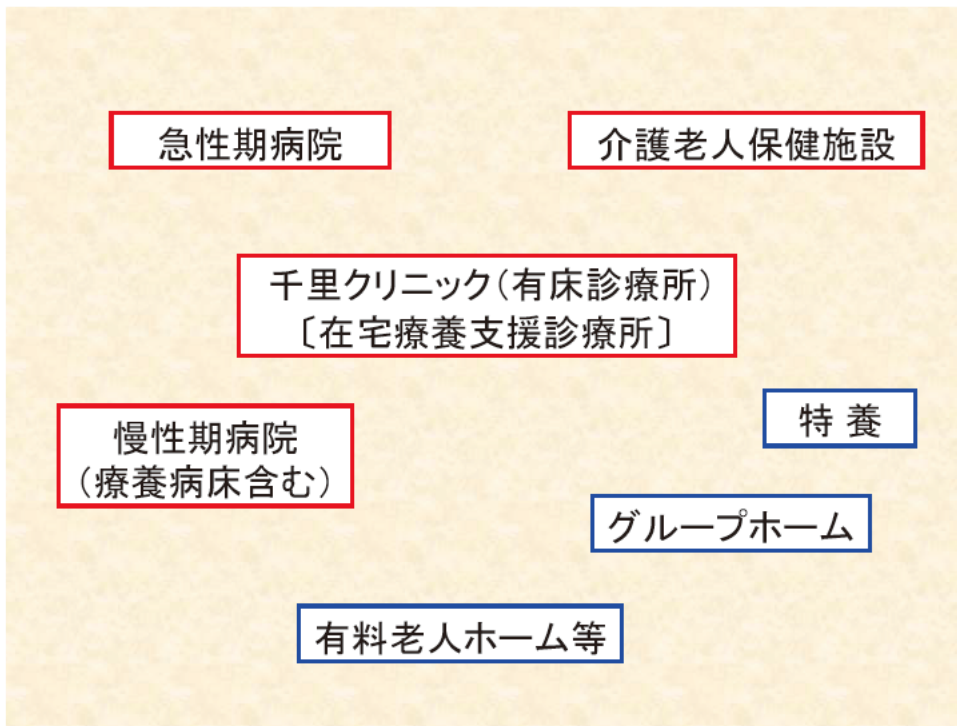 急性期病院
介護老人保健施設
千里クリニック(有床診療所)
〔在宅療養支援診療所〕
特 養
慢性期病院
(療養病床含む)
グループホーム
有料老人ホーム等